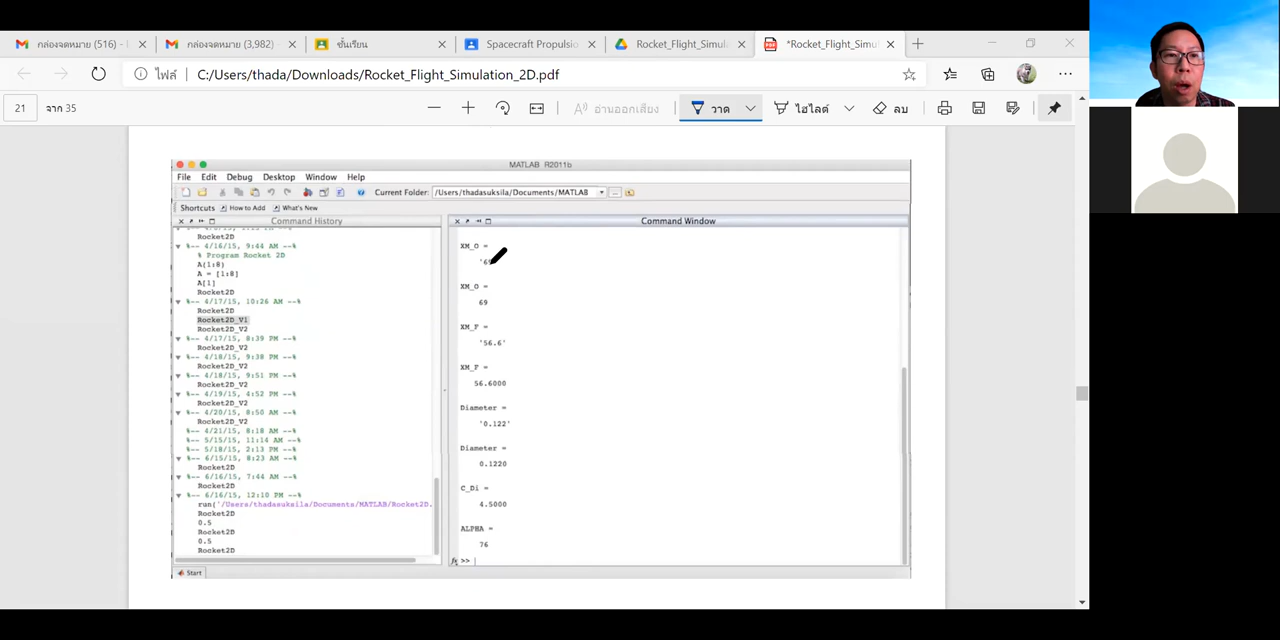 กล่องจดหมาย (516) -
กล่องจดหมาย (3,982) -
ชั้นเรียน
Spacecraft Propulsio
Rocket_Flight_Simula
*Rocket_Flight_Simu
ไฟล์ C:/Users/thada/Downloads/Rocket_Flight_Simulation_2D.pdf
21 จาก 35
อ่านออกเสียง
วาด
ไฮไลต์
ลบ
MATLAB R2011b
File Edit Debug Desktop Window Help
Current Folder: /Users/thadasuksila/Documents/MATLAB
Shortcuts How to Add What's New
Command History
Rocket2D
%-- 4/16/15, 9:44 AM --%
% Program Rocket 2D
A(1:8)
A = [1:8]
A[1]
Rocket2D
%-- 4/17/15, 10:26 AM --%
Rocket2D
Rocket2D_V1
Rocket2D_V2
%-- 4/17/15, 8:39 PM --%
Rocket2D_V2
%-- 4/18/15, 9:38 PM --%
Rocket2D_V2
%-- 4/18/15, 9:51 PM --%
Rocket2D_V2
%-- 4/19/15, 4:52 PM --%
Rocket2D_V2
%-- 4/20/15, 8:50 AM --%
Rocket2D_V2
%-- 4/21/15, 8:18 AM --%
%-- 5/15/15, 11:14 AM --%
%-- 5/18/15, 2:13 PM --%
%-- 6/15/15, 8:23 AM --%
Rocket2D
%-- 6/16/15, 7:44 AM --%
Rocket2D
%-- 6/16/15, 12:10 PM --%
run('/Users/thadasuksila/Documents/MATLAB/Rocket2D.
Rocket2D
0.5
Rocket2D
0.5
Rocket2D
Start
Command Window
XM_O =
XM_O =
69
XM_F =
'56.6'
XM_F =
56.6000
Diameter =
'0.122'
Diameter =
0.1220
C_D1 =
4.5000
ALPHA =
76
fx >>